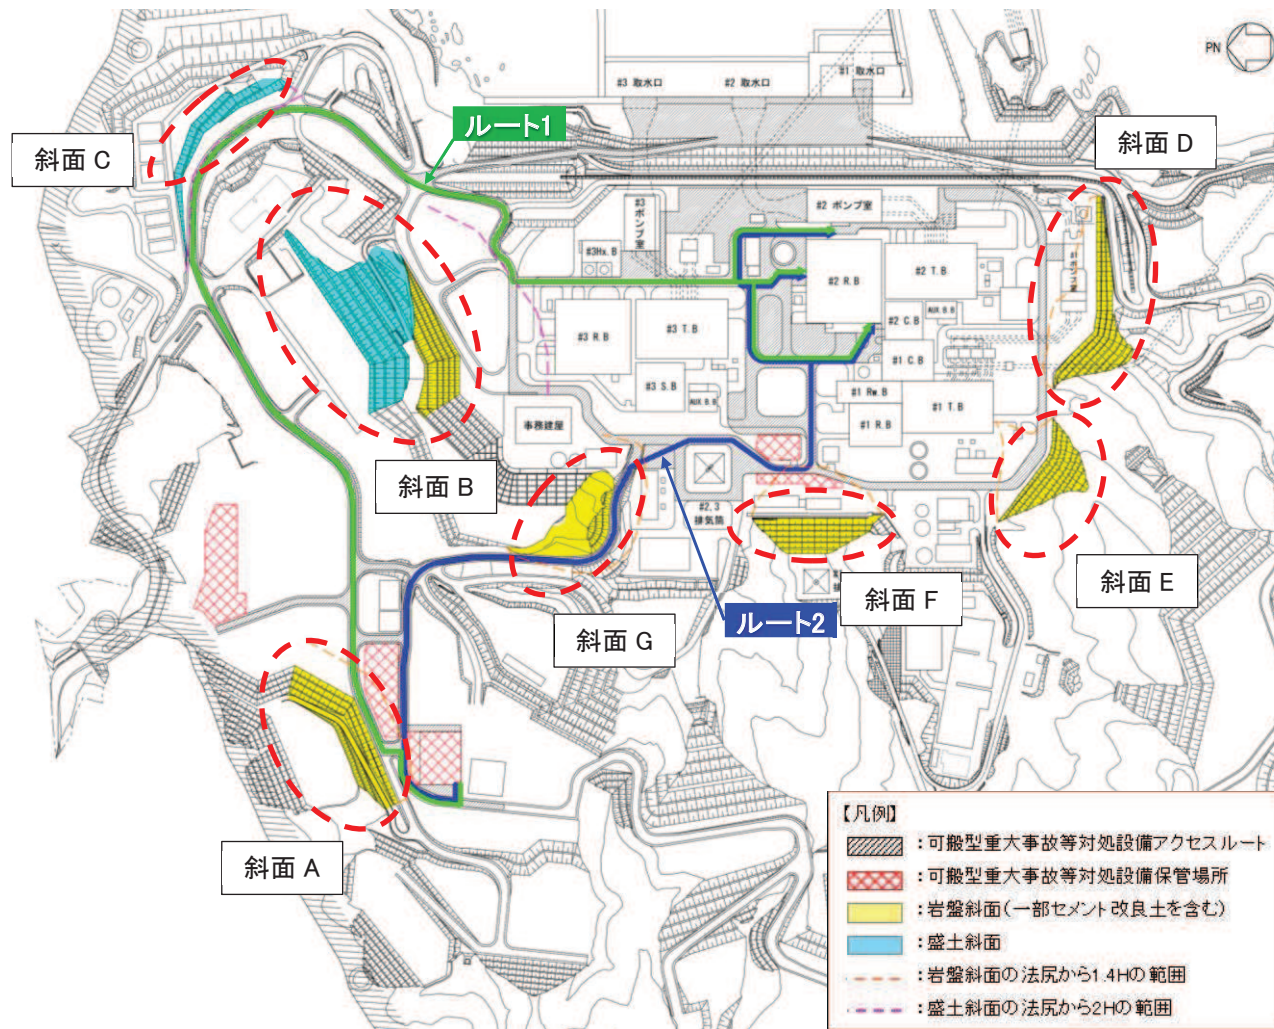 PN
#3 取水口
#2 取水口
#1 取水口
ルート1
斜面 C
斜面 D
#3 ポンプ室
#2 ポンプ室
#1 ポンプ室
#3Hx.B
#2 R.B
#2 T.B
#3 R.B
#3 T.B
#2 C.B
AUX.B.B
#1 C.B
#3 S.B
AUX.B.B
#1 Rw.B
#1 T.B
#1 R.B
事務建屋
斜面 B
#2,3
排気筒
斜面 E
斜面 F
ルート2
斜面 G
斜面 A
【凡例】
：可搬型重大事故等対処設備アクセスルート
：可搬型重大事故等対処設備保管場所
：岩盤斜面(一部セメント改良土を含む)
：盛土斜面
：岩盤斜面の法尻から1.4Hの範囲
：盛土斜面の法尻から2Hの範囲